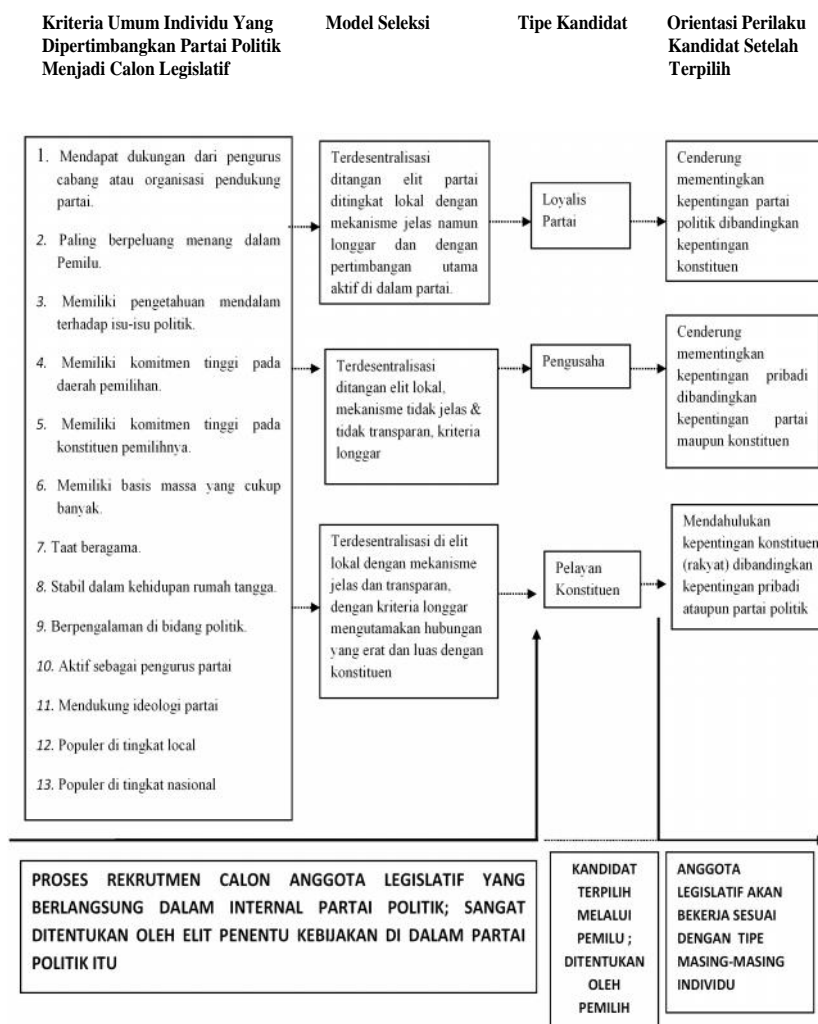 Kriteria Umum Individu Yang
Dipertimbangkan Partai Politik
Menjadi Calon Legislatif
Model Seleksi
Tipe Kandidat
Orientasi Perilaku
Kandidat Setelah
Terpilih
1. Mendapat dukungan dari pengurus
cabang atau organisasi pendukung
partai.
2. Paling berpeluang menang dalam
Pemilu.
3. Memiliki pengetahuan mendalam
terhadap isu-isu politik.
4. Memiliki komitmen tinggi pada
daerah pemilihan.
5. Memiliki komitmen tinggi pada
konstituen pemilihnya.
6. Memiliki basis massa yang cukup
banyak.
7. Taat beragama.
8. Stabil dalam kehidupan rumah tangga.
9. Berpengalaman di bidang politik.
10. Aktif sebagai pengurus partai
11. Mendukung ideologi partai
12. Populer di tingkat local
13. Populer di tingkat nasional
Terdesentralisasi
ditangan elit partai
ditingkat lokal dengan
mekanisme jelas namun
longgar dan dengan
pertimbangan utama
aktif di dalam partai.
Loyalis
Partai
Cenderung
mementingkan
kepentingan partai
politik dibandingkan
kepentingan
konstituen
Terdesentralisasi
ditangan elit lokal,
mekanisme tidak jelas &
tidak transparan, kriteria
longgar
Pengusaha
Cenderung
mementingkan
kepentingan pribadi
dibandingkan
kepentingan partai
maupun konstituen
Terdesentralisasi di elit
lokal dengan mekanisme
jelas dan transparan,
dengan kriteria longgar
mengutamakan hubungan
yang erat dan luas dengan
konstituen
Pelayan
Konstituen
Mendahulukan
kepentingan konstituen
(rakyat) dibandingkan
kepentingan pribadi
ataupun partai politik
PROSES REKRUTMEN CALON ANGGOTA LEGISLATIF YANG
BERLANGSUNG DALAM INTERNAL PARTAI POLITIK; SANGAT
DITENTUKAN OLEH ELIT PENENTU KEBIJAKAN DI DALAM PARTAI
POLITIK ITU
KANDIDAT
TERPILIH
MELALUI
PEMILU ;
DITENTUKAN
OLEH
PEMILIH
ANGGOTA
LEGISLATIF AKAN
BEKERJA SESUAI
DENGAN TIPE
MASING-MASING
INDIVIDU